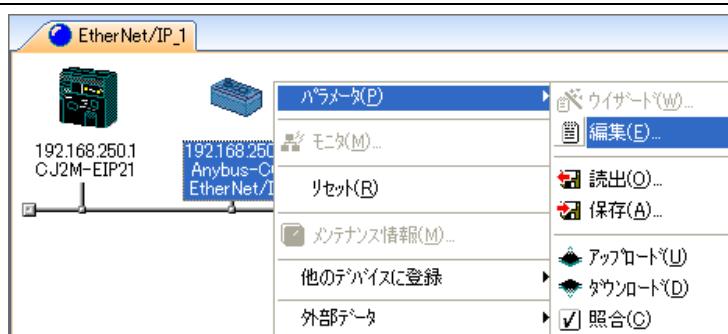 EtherNet/IP_1
192.168.250.1
CJ2M-EIP21
192.168.250
Anybus-C
EtherNet/I
パラメータ(P)
モニタ(M)...
リセット(R)
メンテナンス情報(M)...
他のデバイスに登録
外部データ
ウィザード(W)...
編集(E)...
読出(O)...
保存(A)...
アップロード(U)
ダウンロード(D)
照合(C)